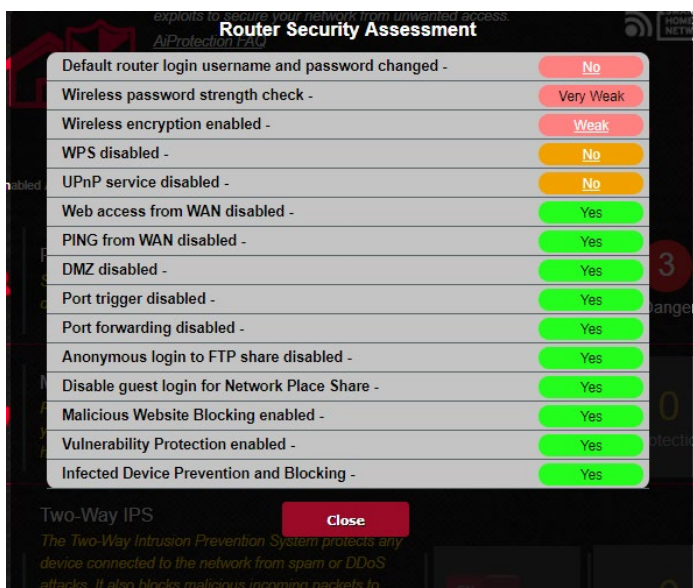 exploits to secure your network from unwanted access.
Router Security Assessment
AiProtection FAQ
Default router login username and password changed - No
Wireless password strength check - Very Weak
Wireless encryption enabled - Weak
WPS disabled - No
UPnP service disabled - No
Web access from WAN disabled - Yes
PING from WAN disabled - Yes
DMZ disabled - Yes
3
Port trigger disabled - Yes
Port forwarding disabled - Yes
Anonymous login to FTP share disabled - Yes
Disable guest login for Network Place Share - Yes
Malicious Website Blocking enabled - Yes
0
Vulnerability Protection enabled - Yes
Infected Device Prevention and Blocking - Yes
Two-Way IPS
Close
The Two-Way Intrusion Prevention System protects any
device connected to the network from spam or DDoS
attacks. It also blocks malicious incoming packets to